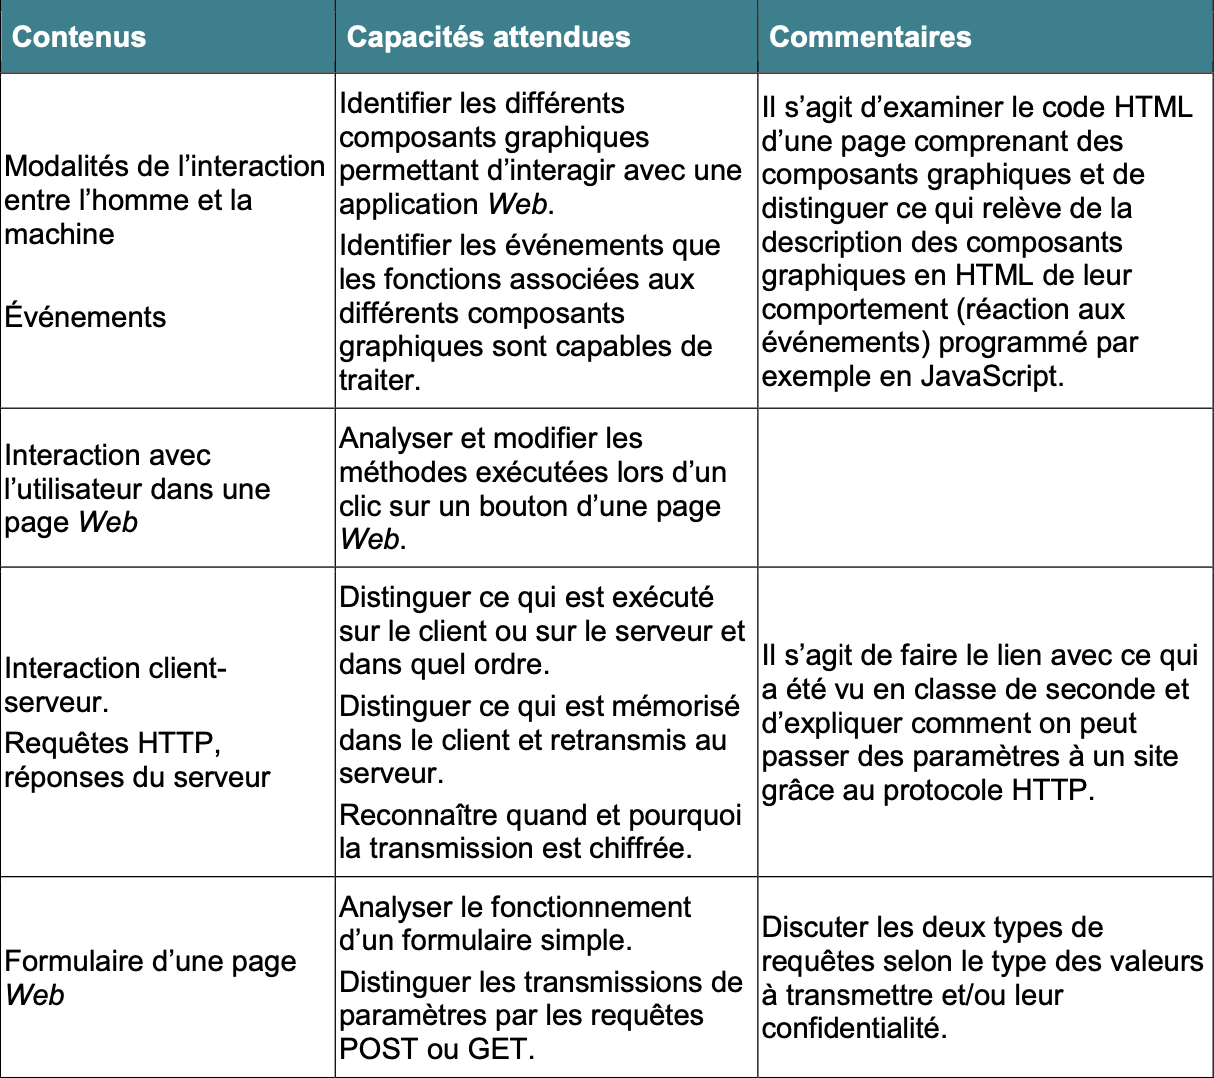 Contenus
Capacités attendues
Commentaires
Modalités de l’interaction
entre l’homme et la
machine
Événements
Identifier les différents
composants graphiques
permettant d’interagir avec une
application Web.
Identifier les événements que
les fonctions associées aux
différents composants
graphiques sont capables de
traiter.
Il s’agit d’examiner le code HTML
d’une page comprenant des
composants graphiques et de
distinguer ce qui relève de la
description des composants
graphiques en HTML de leur
comportement (réaction aux
événements) programmé par
exemple en JavaScript.
Interaction avec
l’utilisateur dans une
page Web
Analyser et modifier les
méthodes exécutées lors d’un
clic sur un bouton d’une page
Web.
Interaction client-
serveur.
Requêtes HTTP,
réponses du serveur
Distinguer ce qui est exécuté
sur le client ou sur le serveur et
dans quel ordre.
Distinguer ce qui est mémorisé
dans le client et retransmis au
serveur.
Reconnaître quand et pourquoi
la transmission est chiffrée.
Il s’agit de faire le lien avec ce qui
a été vu en classe de seconde et
d’expliquer comment on peut
passer des paramètres à un site
grâce au protocole HTTP.
Formulaire d’une page
Web
Analyser le fonctionnement
d’un formulaire simple.
Distinguer les transmissions de
paramètres par les requêtes
POST ou GET.
Discuter les deux types de
requêtes selon le type des valeurs
à transmettre et/ou leur
confidentialité.